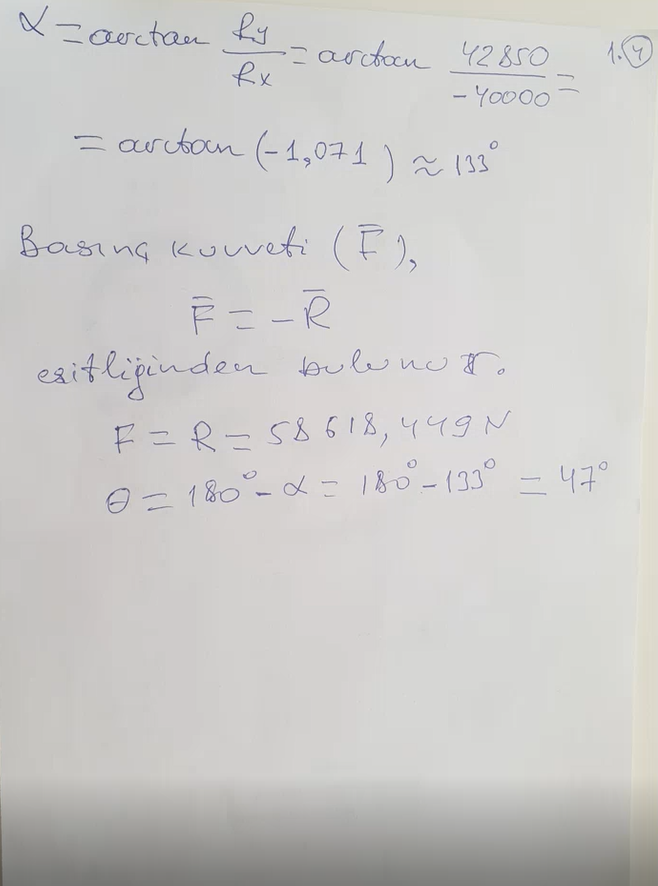 α = arctan Ry/Rx = arctan 42850/-40000 = 1.4
= arctan (-1,071) ≈ 133°
Basınç kuvveti (F̄),
F̄ = -R̄
eşitliğinden bulunur.
F = R = 58618,449 N
θ = 180° - α = 180° - 133° = 47°